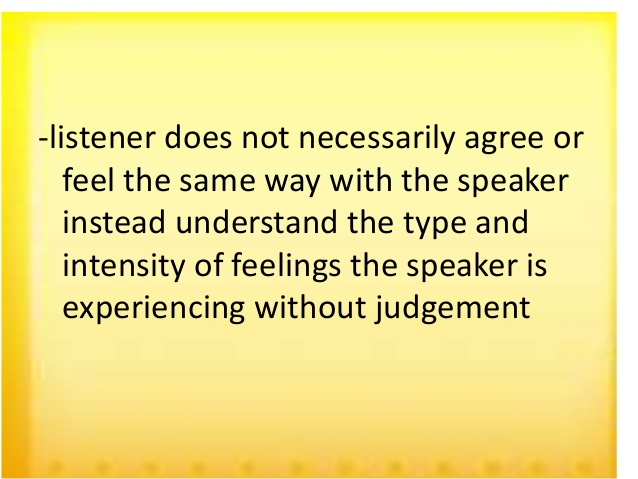 -listener does not necessarily agree or
feel the same way with the speaker
instead understand the type and
intensity of feelings the speaker is
experiencing without judgement